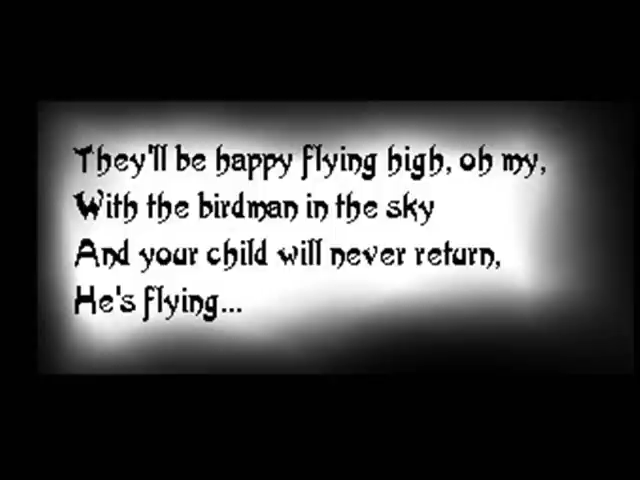 They'll be happy flying high, oh my,
With the birdman in the sky
And your child will never return,
He's flying...